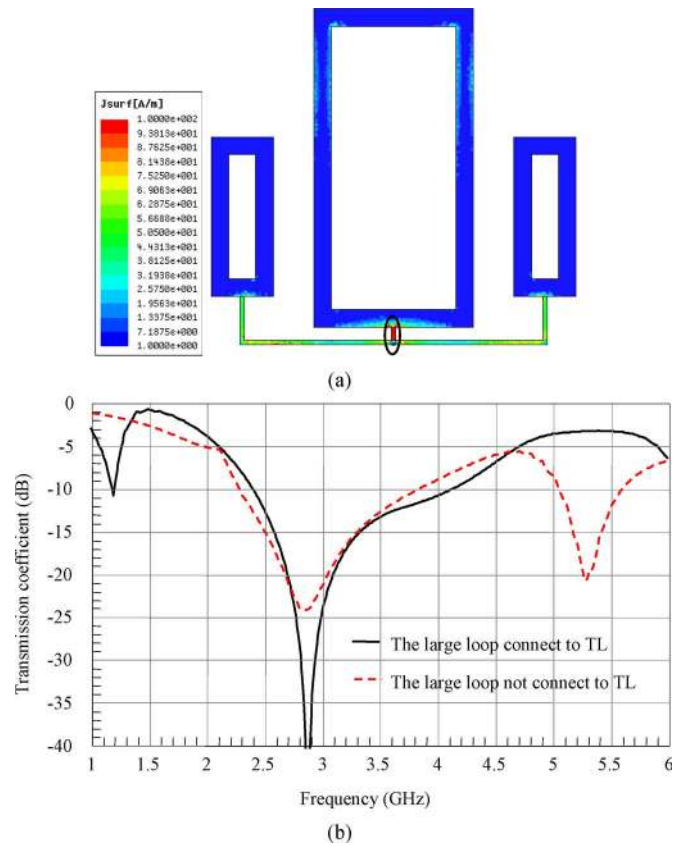 Jsurf[A/m]
1.0000e+002
9.3813e+001
8.7625e+001
8.1438e+001
7.5250e+001
6.9063e+001
6.2875e+001
5.6688e+001
5.0500e+001
4.4313e+001
3.8125e+001
3.1938e+001
2.5750e+001
1.9563e+001
1.3375e+001
7.1875e+000
1.0000e+000
(a)
0
-5
-10
-15
-20
-25
-30
-35
-40
Transmission coefficient (dB)
The large loop connect to TL
The large loop not connect to TL
1 1.5 2 2.5 3 3.5 4 4.5 5 5.5 6
Frequency (GHz)
(b)